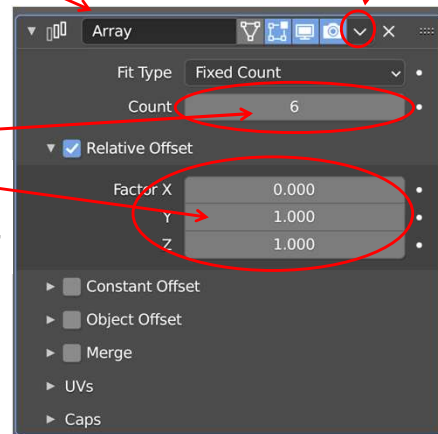 Array
Fit Type Fixed Count
Count 6
Relative Offset
Factor X 0.000
Y 1.000
Z 1.000
Constant Offset
Object Offset
Merge
UVs
Caps